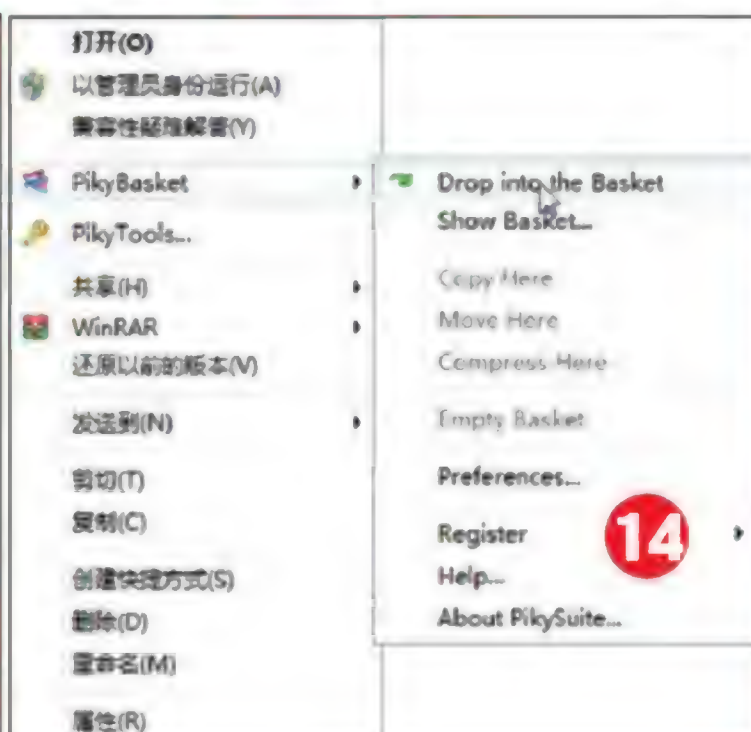 打开(O)
以管理员身份运行(A)
兼容性疑难解答(Y)
PikyBasket
PikyTools...
共享(H)
WinRAR
还原以前的版本(V)
发送到(N)
剪切(T)
复制(C)
创建快捷方式(S)
删除(D)
重命名(M)
属性(R)
Drop into the Basket
Show Basket...
Copy Here
Move Here
Compress Here
Empty Basket
Preferences...
Register
14
Help...
About PikySuite...